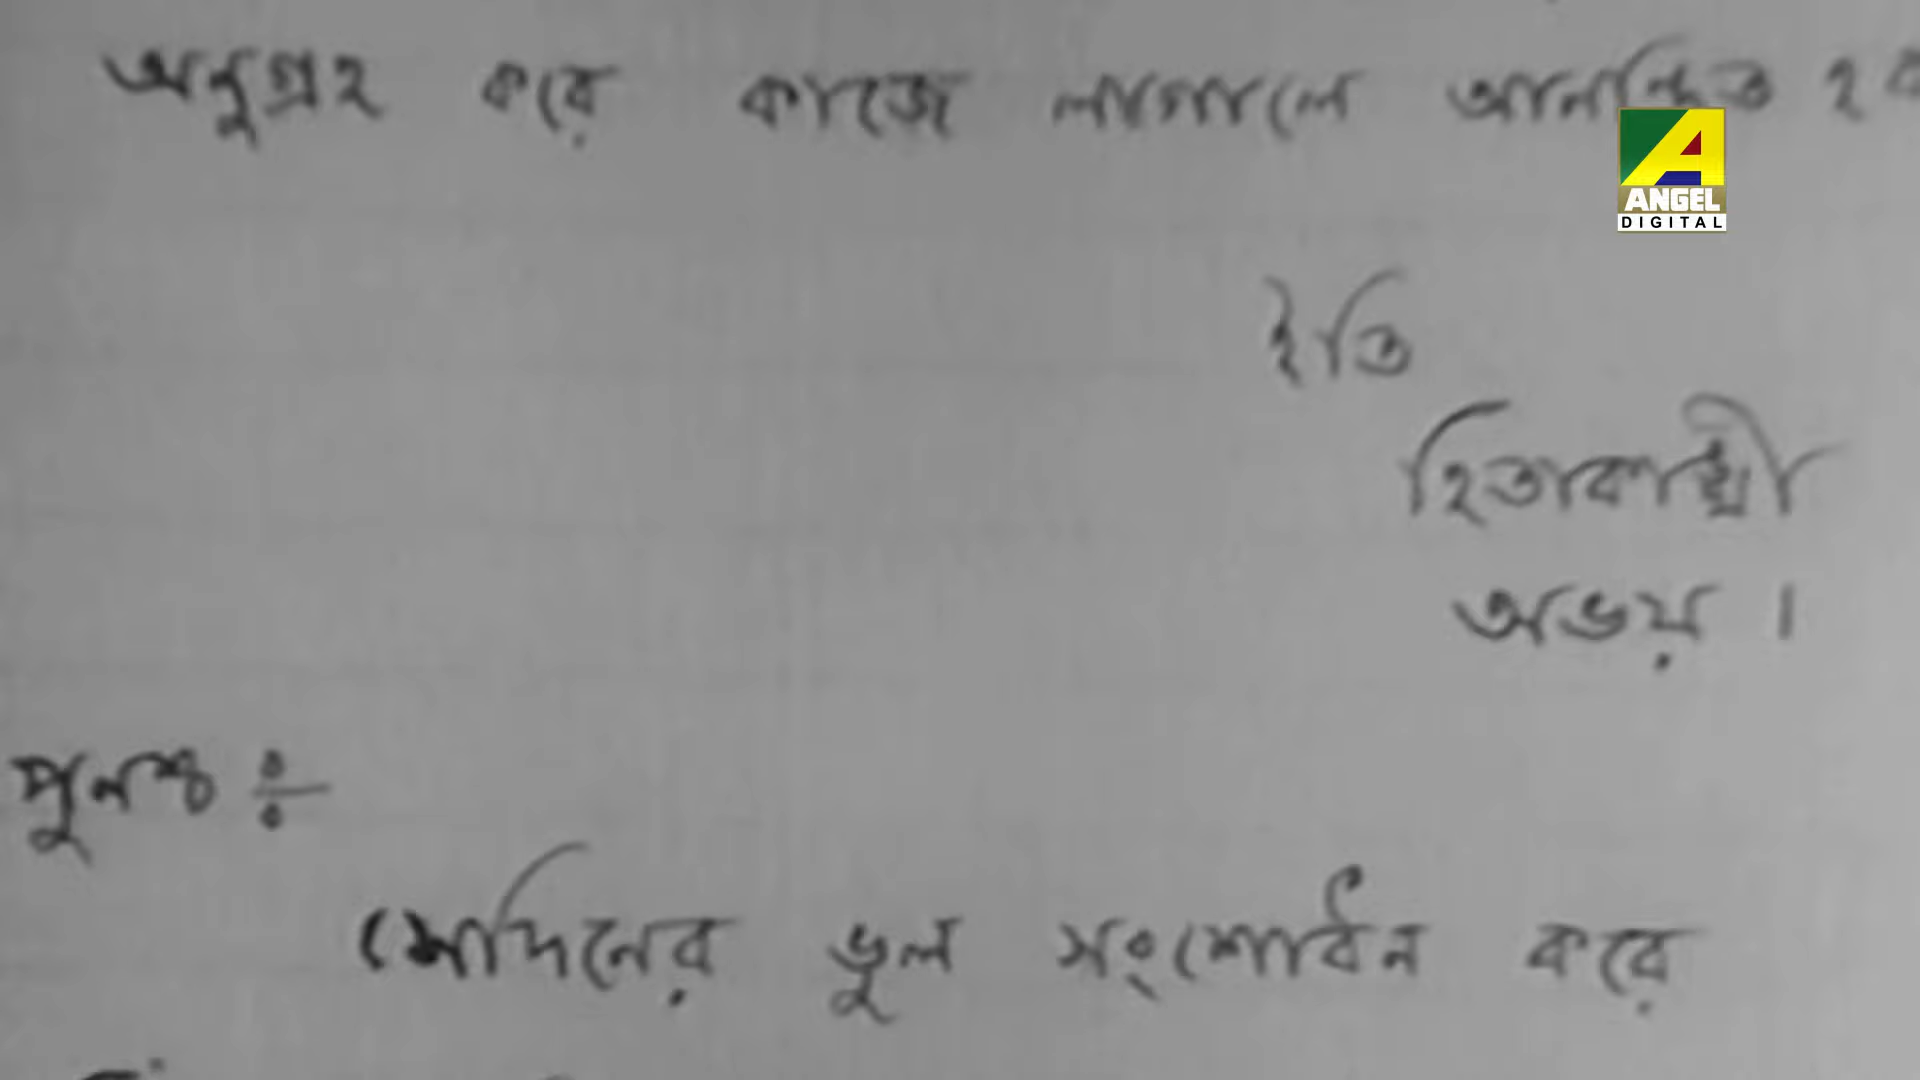 অনুগ্রহ করে কাজে লাগালে আনন্দিত
ANGEL
DIGITAL
ইতি
হিতাকাঙ্খী
অভয়।
পুনশ্চঃ
সেদিনের ভুল সংশোধন করে